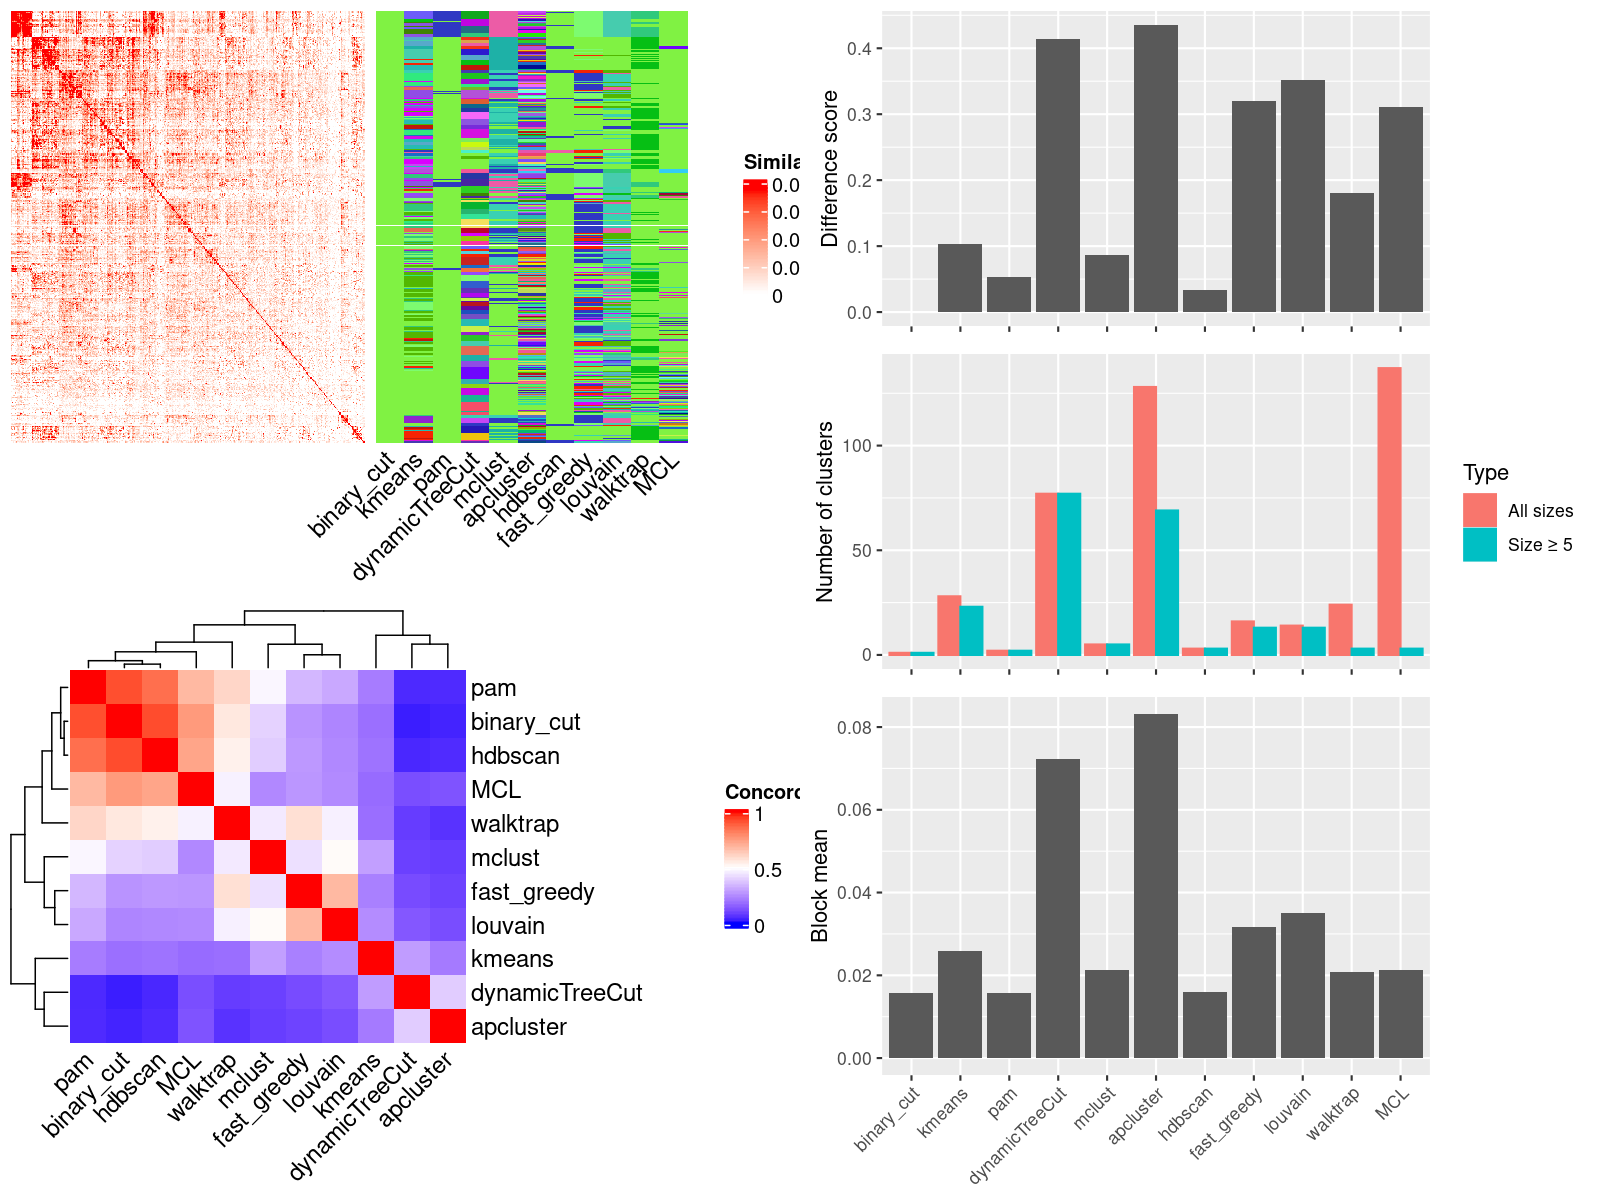 Simila
0.0
0.0
0.0
0.0
0
binary_cut
kmeans
pam
dynamicTreeCut
mclust
apcluster
hdbscan
fast_greedy
louvain
walktrap
MCL
pam
binary_cut
hdbscan
MCL
walktrap
mclust
fast_greedy
louvain
kmeans
dynamicTreeCut
apcluster
pam
binary_cut
hdbscan
MCL
walktrap
mclust
fast_greedy
louvain
kmeans
dynamicTreeCut
apcluster
Concord
1
0.5
0
Difference score
0.4
0.3
0.2
0.1
0.0
Number of clusters
100
50
0
Type
All sizes
Size ≥ 5
Block mean
0.08
0.06
0.04
0.02
0.00
binary_cut
kmeans
pam
dynamicTreeCut
mclust
apcluster
hdbscan
fast_greedy
louvain
walktrap
MCL